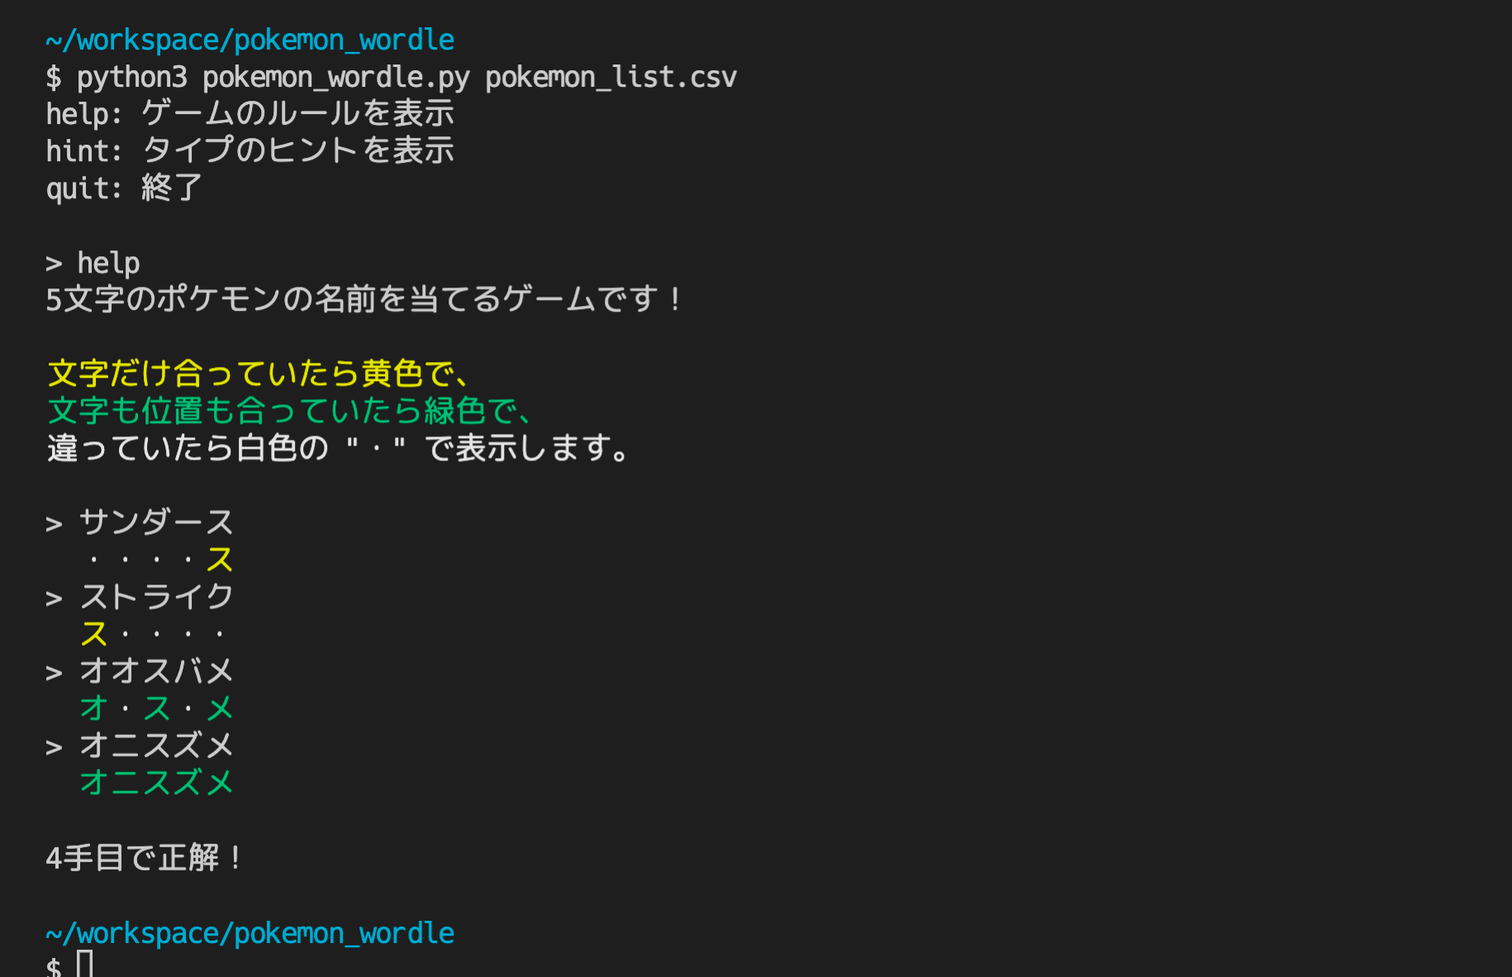 ~/workspace/pokemon_wordle
$ python3 pokemon_wordle.py pokemon_list.csv
help: ゲームのルールを表示
hint: タイプのヒントを表示
quit: 終了
> help
5文字のポケモンの名前を当てるゲームです！
文字だけ合っていたら黄色で、
文字も位置も合っていたら緑色で、
違っていたら白色の "・" で表示します。
> サンダース
・・・・ス
> ストライク
ス・・・・
> オオスバメ
オ・ス・メ
> オニスズメ
オニスズメ
4手目で正解！
~/workspace/pokemon_wordle
$